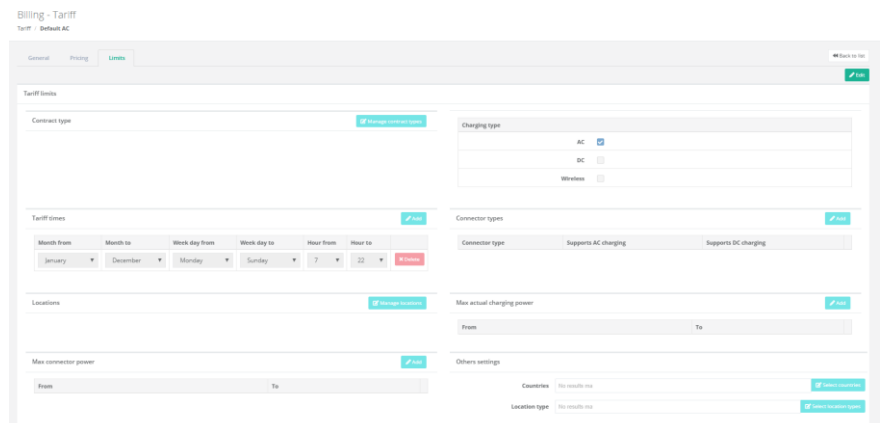 Billing - Tariff
Tariff / Default AC
General Pricing Limits
Back to list
Edit
Tariff limits
Contract type
Manage contract types
Charging type
AC
DC
Wireless
Tariff times
Add
Month from Month to Week day from Week day to Hour from Hour to
January December Monday Sunday 7 22 Delete
Connector types
Add
Connector type Supports AC charging Supports DC charging
Locations
Manage locations
Max actual charging power
Add
From To
Max connector power
Add
From To
Others settings
Countries No results
Select countries
Location type No results
Select location types